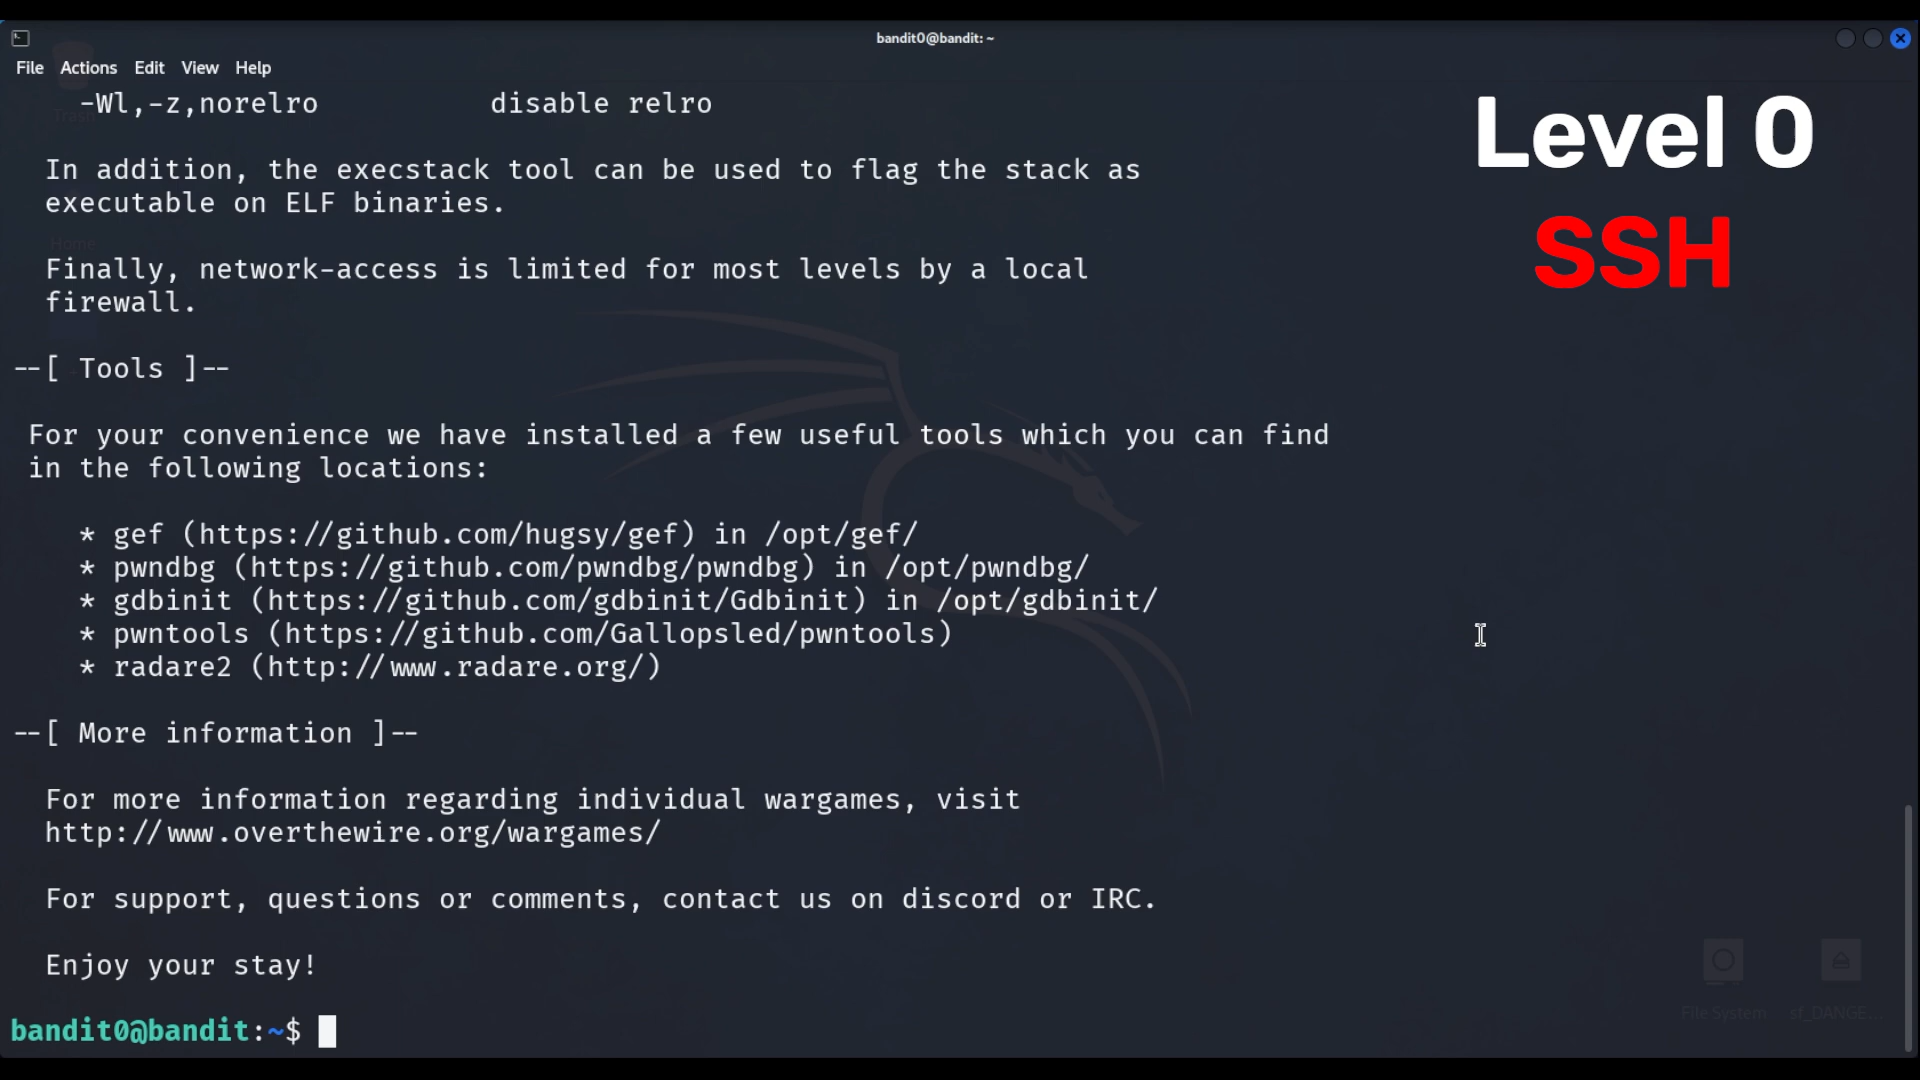 bandit0@bandit: ~
File Actions Edit View Help
-Wl,-z,norelro disable relro
Level 0
SSH
Trash
In addition, the execstack tool can be used to flag the stack as
executable on ELF binaries.
Home
Finally, network-access is limited for most levels by a local
firewall.
--[ Tools ]--
For your convenience we have installed a few useful tools which you can find
in the following locations:
* gef (https://github.com/hugsy/gef) in /opt/gef/
* pwndbg (https://github.com/pwndbg/pwndbg) in /opt/pwndbg/
* gdbinit (https://github.com/gdbinit/Gdbinit) in /opt/gdbinit/
* pwntools (https://github.com/Gallopsled/pwntools)
* radare2 (http://www.radare.org/)
--[ More information ]--
For more information regarding individual wargames, visit
http://www.overthewire.org/wargames/
For support, questions or comments, contact us on discord or IRC.
Enjoy your stay!
File System sf_DANGE...
bandit0@bandit:~$